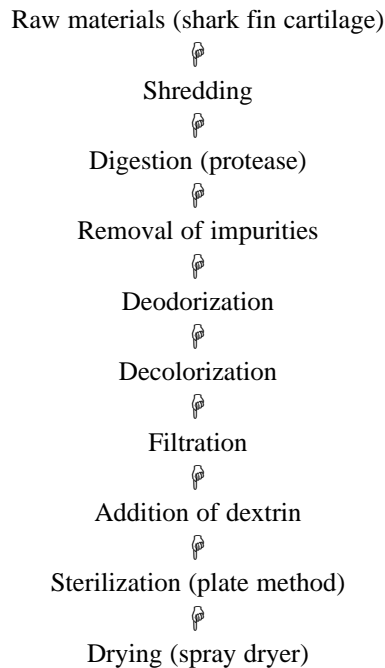 Raw materials (shark fin cartilage)
Shredding
Digestion (protease)
Removal of impurities
Deodorization
Decolorization
Filtration
Addition of dextrin
Sterilization (plate method)
Drying (spray dryer)